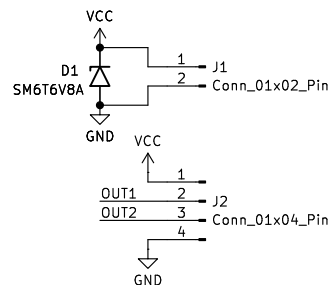 VCC
D1
SM6T6V8A
GND
1
J1
2
Conn_01x02_Pin
VCC
1
OUT1
2
J2
OUT2
3
Conn_01x04_Pin
4
GND